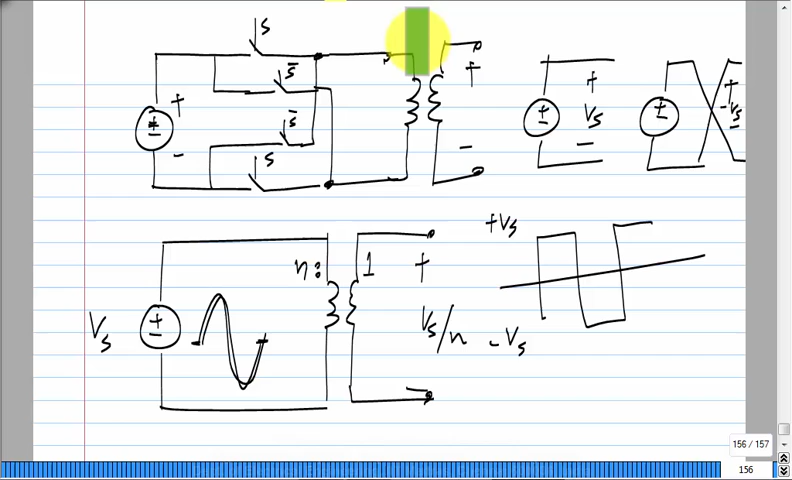 S
S̄
+
S̄
-
S
+
-
+
Vs
-
+
-Vs
-
+Vs
n:1
+
Vs
Vs/n
-Vs
156 / 157
156